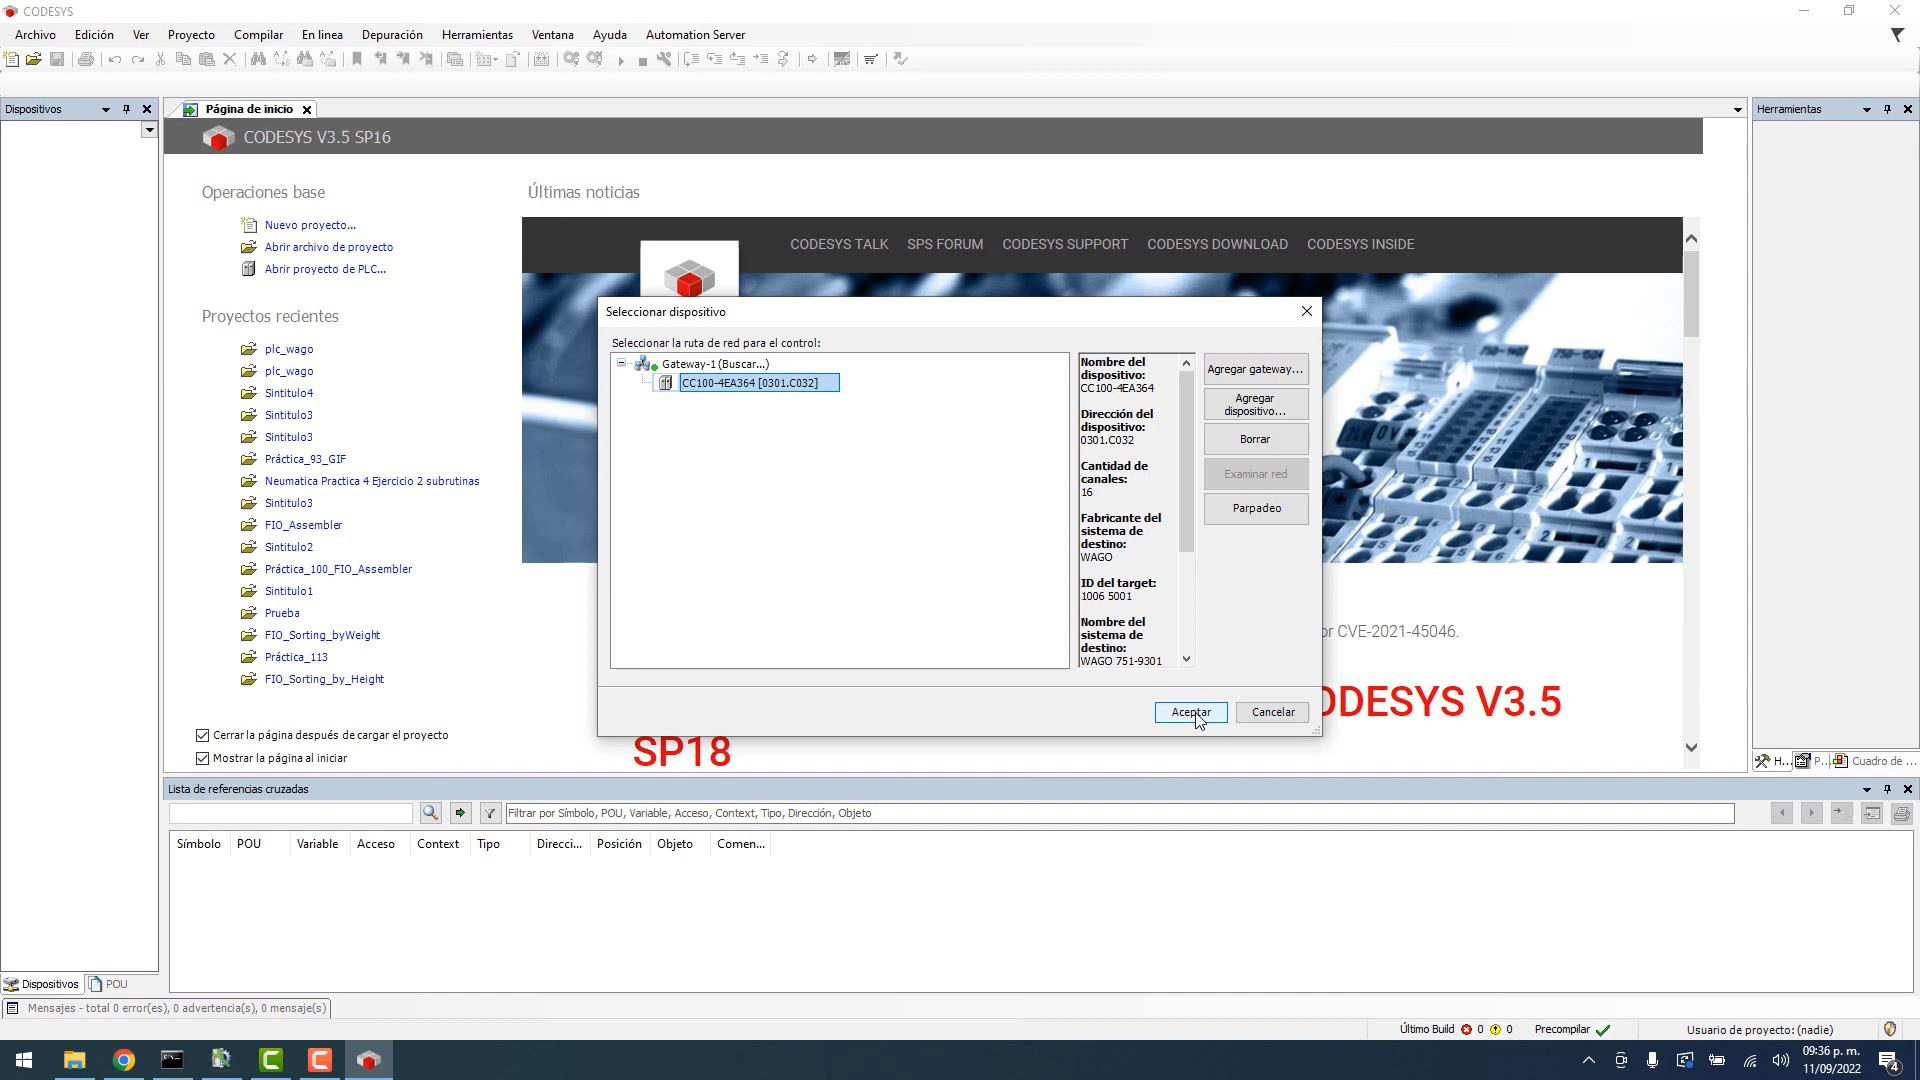 CODESYS
Archivo Edición Ver Proyecto Compilar En linea Depuración Herramientas Ventana Ayuda Automation Server
Dispositivos
Página de inicio
Herramientas
CODESYS V3.5 SP16
Operaciones base
Nuevo proyecto...
Abrir archivo de proyecto
Abrir proyecto de PLC...
Proyectos recientes
plc_wago
plc_wago
Sintitulo4
Sintitulo3
Sintitulo3
Práctica_93_GIF
Neumatica Practica 4 Ejercicio 2 subrutinas
Sintitulo3
FIO_Assembler
Sintitulo2
Práctica_100_FIO_Assembler
Sintitulo1
Prueba
FIO_Sorting_byWeight
Práctica_113
FIO_Sorting_by_Height
Cerrar la página después de cargar el proyecto
Mostrar la página al iniciar
Últimas noticias
CODESYS TALK SPS FORUM CODESYS SUPPORT CODESYS DOWNLOAD CODESYS INSIDE
Seleccionar dispositivo
Seleccionar la ruta de red para el control:
Gateway-1 (Buscar...)
CC100-4EA364 [0301.C032]
Nombre del
dispositivo:
CC100-4EA364
Dirección del
dispositivo:
0301.C032
Cantidad de
canales:
16
Fabricante del
sistema de
destino:
WAGO
ID del target:
1006 5001
Nombre del
sistema de
destino:
WAGO 751-9301
Agregar gateway...
Agregar
dispositivo...
Borrar
Examinar red
Parpadeo
Aceptar Cancelar
or CVE-2021-45046.
ODESYS V3.5
SP18
H... P... Cuadro de ...
Lista de referencias cruzadas
Filtrar por Símbolo, POU, Variable, Acceso, Context, Tipo, Dirección, Objeto
Símbolo POU Variable Acceso Context Tipo Direcci... Posición Objeto Comen...
Dispositivos POU
Mensajes - total 0 error(es), 0 advertencia(s), 0 mensaje(s)
Último Build 0 0 Precompilar Usuario de proyecto: (nadie)
09:36 p. m.
11/09/2022
4